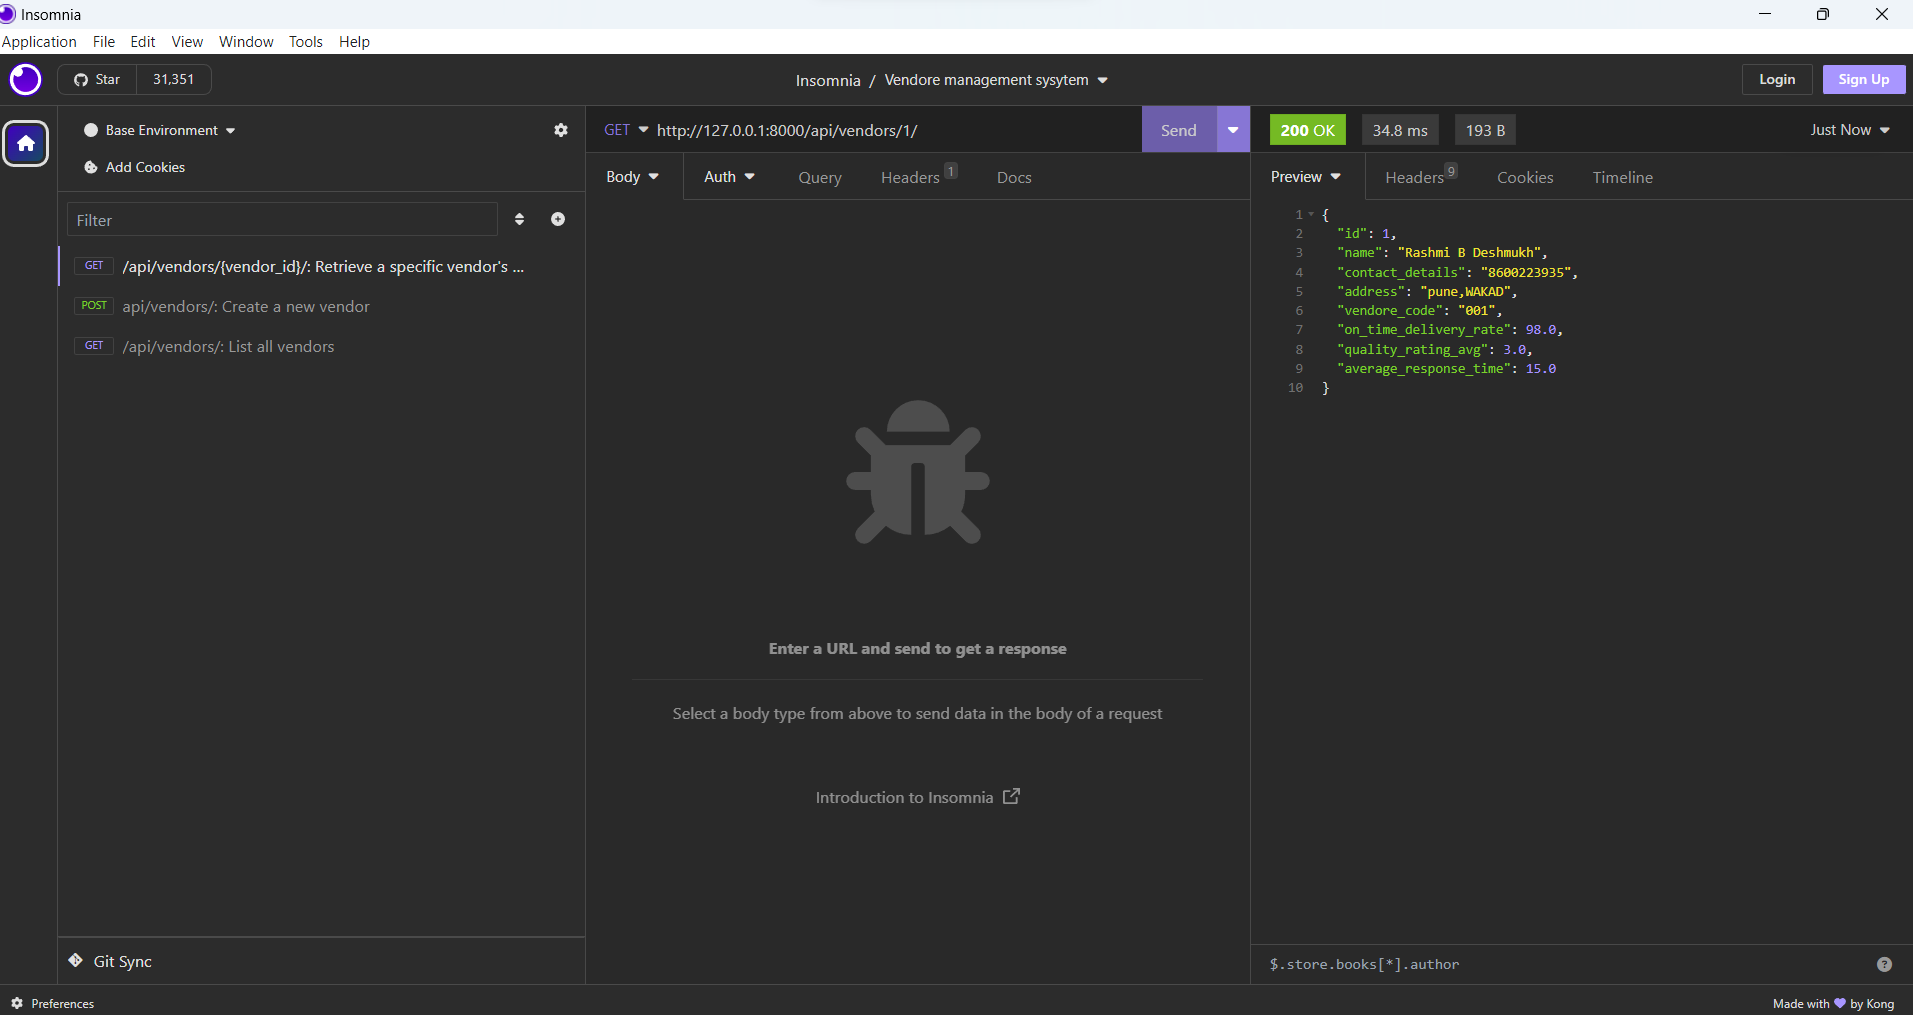 Insomnia
Application File Edit View Window Tools Help
Star 31,351
Insomnia / Vendore management sysytem
Login Sign Up
Base Environment
Add Cookies
Filter
GET /api/vendors/{vendor_id}/: Retrieve a specific vendor's ...
POST api/vendors/: Create a new vendor
GET /api/vendors/: List all vendors
Git Sync
GET http://127.0.0.1:8000/api/vendors/1/ Send
Body Auth Query Headers 1 Docs
Enter a URL and send to get a response
Select a body type from above to send data in the body of a request
Introduction to Insomnia
200 OK 34.8 ms 193 B Just Now
Preview Headers 9 Cookies Timeline
1 {
2 "id": 1,
3 "name": "Rashmi B Deshmukh",
4 "contact_details": "8600223935",
5 "address": "pune,WAKAD",
6 "vendore_code": "001",
7 "on_time_delivery_rate": 98.0,
8 "quality_rating_avg": 3.0,
9 "average_response_time": 15.0
10 }
$.store.books[*].author ?
Preferences
Made with 💜 by Kong